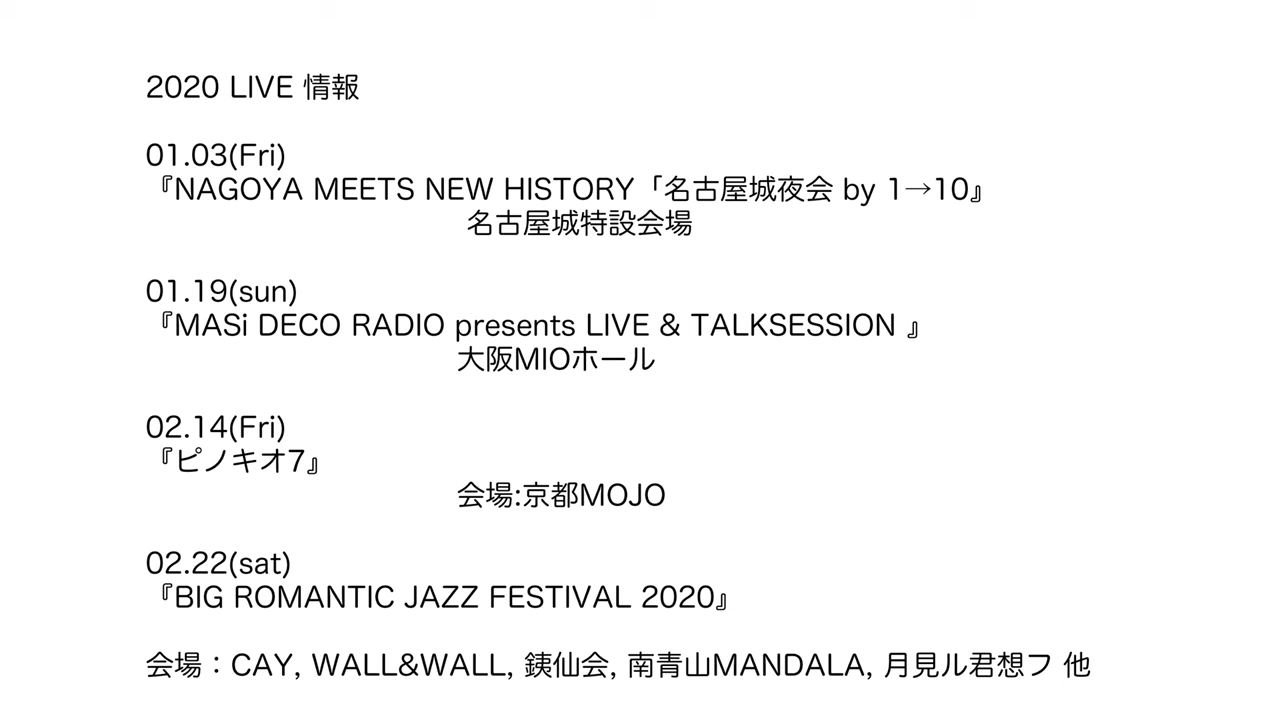 2020 LIVE 情報
01.03(Fri)
『NAGOYA MEETS NEW HISTORY「名古屋城夜会 by 1→10』
名古屋城特設会場
01.19(sun)
『MASi DECO RADIO presents LIVE & TALKSESSION 』
大阪MIOホール
02.14(Fri)
『ピノキオ7』
会場:京都MOJO
02.22(sat)
『BIG ROMANTIC JAZZ FESTIVAL 2020』
会場：CAY, WALL&WALL, 銕仙会, 南青山MANDALA, 月見ル君想フ 他